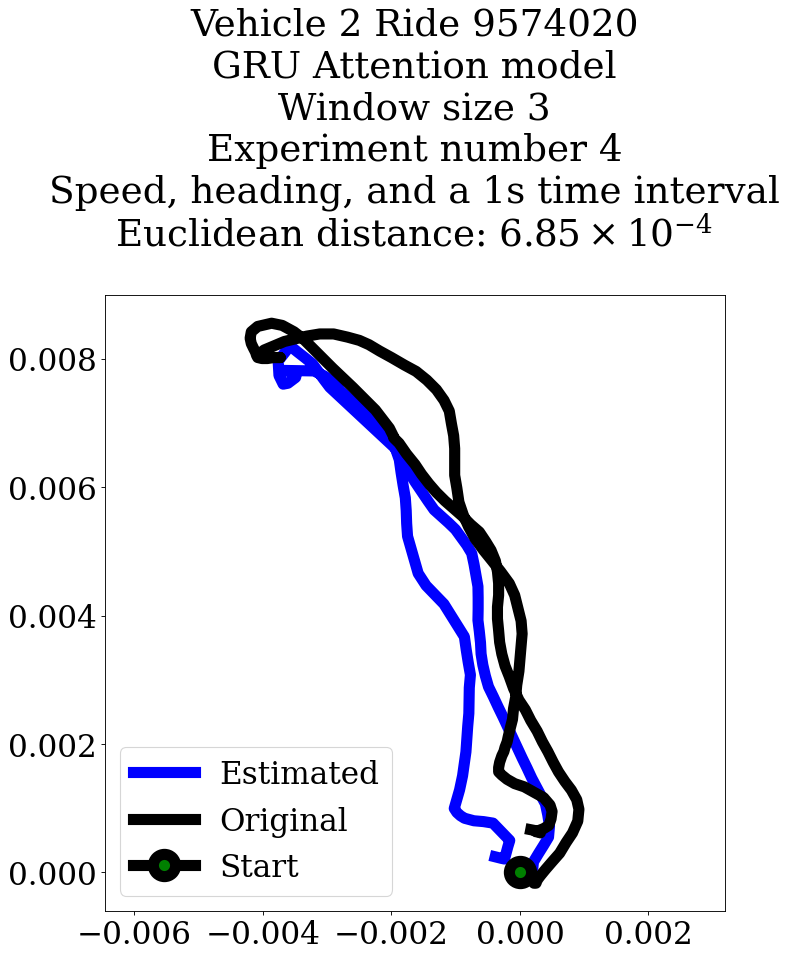 Vehicle 2 Ride 9574020
GRU Attention model
Window size 3
Experiment number 4
Speed, heading, and a 1s time interval
Euclidean distance: 6.85 × 10⁻⁴
0.008
0.006
0.004
0.002
0.000
Estimated
Original
Start
−0.006 −0.004 −0.002 0.000 0.002